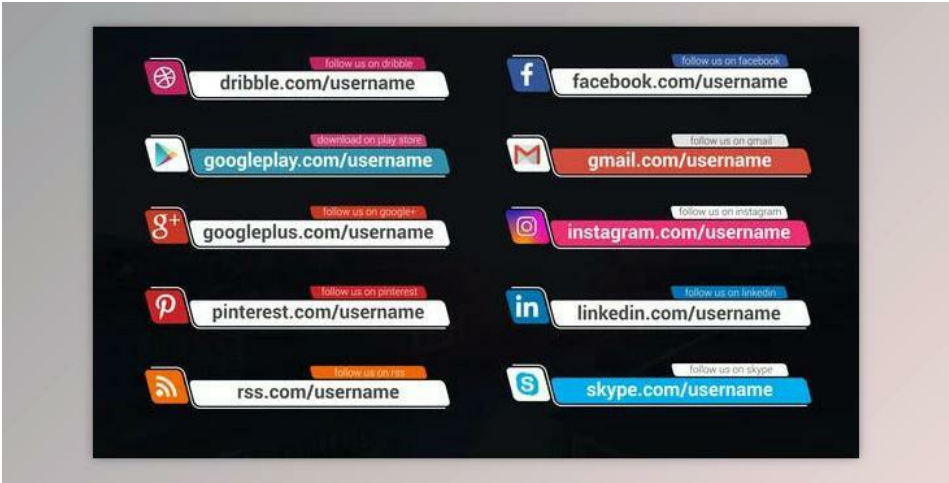 follow us on dribble
dribble.com/username
download on play store
googleplay.com/username
g+
follow us on google+
googleplus.com/username
follow us on pinterest
pinterest.com/username
follow us on rss
rss.com/username
f
follow us on facebook
facebook.com/username
M
follow us on gmail
gmail.com/username
follow us on instagram
instagram.com/username
in
follow us on linkedin
linkedin.com/username
S
follow us on skype
skype.com/username